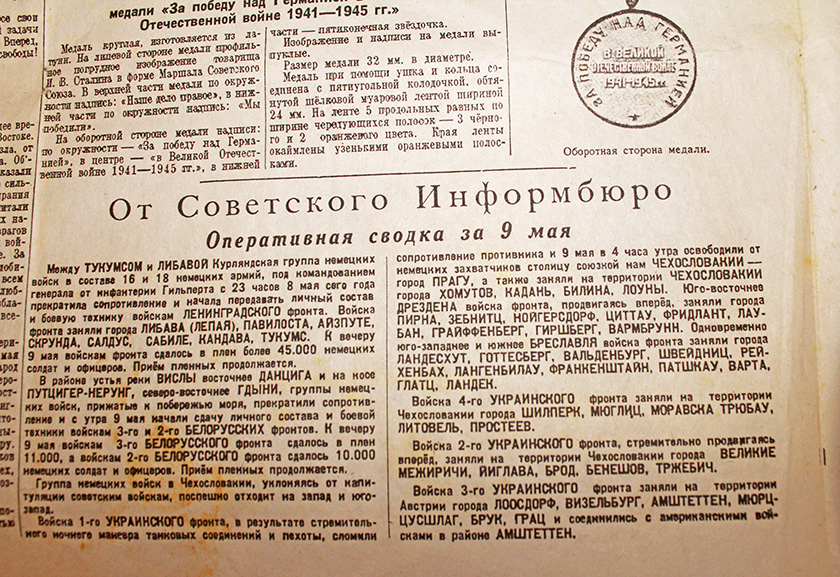 все свои
задачи
Вперед,
свободы!
медали «За победу над Германией в
Отечественной войне 1941—1945 гг.»
Медаль круглая, изготовляется из ла-
туни. На лицевой стороне медали профиль-
ное погрудное изображение товарища
И. В. Сталина в форме Маршала Советского
Союза. В верхней части медали по окруж-
ности надпись: «Наше дело правое», в ниж-
ней части по окружности надпись: «Мы
победили».
На оборотной стороне медали надписи:
по окружности — «За победу над Герма-
нией», в центре — «в Великой Отечест-
венной войне 1941—1945 гг.», в нижней
части — пятиконечная звёздочка.
Изображение и надписи на медали вы-
пуклые.
Размер медали 32 мм. в диаметре.
Медаль при помощи ушка и кольца со-
единена с пятиугольной колодочкой, обтя-
нутой шёлковой муаровой лентой шириной
24 мм. На ленте 5 продольных равных по
ширине чередующихся полосок — 3 чёрно-
го и 2 оранжевого цвета. Края ленты
окаймлены узенькими оранжевыми полос-
ками.
ЗА ПОБЕДУ НАД ГЕРМАНИЕЙ
В ВЕЛИКОЙ
ОТЕЧЕСТВЕННОЙ ВОЙНЕ
1941-1945гг.
Оборотная сторона медали.
От Советского Информбюро
Оперативная сводка за 9 мая
Между ТУКУМСОМ и ЛИБАВОЙ Курляндская группа немецких
войск в составе 16 и 18 немецких армий, под командованием
генерала от инфантерии Гильперта с 23 часов 8 мая сего года
прекратила сопротивление и начала передавать личный состав
и боевую технику войскам ЛЕНИНГРАДСКОГО фронта. Войска
фронта заняли города ЛИБАВА (ЛЕПАЯ), ПАВИЛОСТА, АЙЗПУТЕ,
СКРУНДА, САЛДУС, САБИЛЕ, КАНДАВА, ТУКУМС. К вечеру
9 мая войскам фронта сдалось в плен более 45.000 немецких
солдат и офицеров. Приём пленных продолжается.
В районе устья реки ВИСЛЫ восточнее ДАНЦИГА и на косе
ПУТЦИГЕР-НЕРУНГ, северо-восточнее ГДЫНИ, группы немец-
ких войск, прижатые к побережью моря, прекратили сопротив-
ление и с утра 9 мая начали сдачу личного состава и боевой
техники войскам 3-го и 2-го БЕЛОРУССКИХ фронтов. К вечеру
9 мая войскам 3-го БЕЛОРУССКОГО фронта сдалось в плен
11.000, а войскам 2-го БЕЛОРУССКОГО фронта сдалось 10.000
немецких солдат и офицеров. Приём пленных продолжается.
Группа немецких войск в Чехословакии, уклоняясь от капи-
туляции советским войскам, поспешно отходит на запад и юго-
запад.
Войска 1-го УКРАИНСКОГО фронта, в результате стремитель-
ного ночного маневра танковых соединений и пехоты, сломили
сопротивление противника и 9 мая в 4 часа утра освободили от
немецких захватчиков столицу союзной нам ЧЕХОСЛОВАКИИ —
город ПРАГУ, а также заняли на территории ЧЕХОСЛОВАКИИ
города ХОМУТОВ, КАДАНЬ, БИЛИНА, ЛОУНЫ. Юго-восточнее
ДРЕЗДЕНА войска фронта, продвигаясь вперёд, заняли города
ПИРНА, ЗЕБНИТЦ, НОЙГЕРСДОРФ, ЦИТТАУ, ФРИДЛАНТ, ЛАУ-
БАН, ГРАЙФФЕНБЕРГ, ГИРШБЕРГ, ВАРМБРУНН. Одновременно
юго-западнее и южнее БРЕСЛАВЛЯ войска фронта заняли города
ЛАНДЕСХУТ, ГОТТЕСБЕРГ, ВАЛЬДЕНБУРГ, ШВЕЙДНИЦ, РЕЙ-
ХЕНБАХ, ЛАНГЕНБИЛАУ, ФРАНКЕНШТАЙН, ПАТШКАУ, ВАРТА,
ГЛАТЦ, ЛАНДЕК.
Войска 4-го УКРАИНСКОГО фронта заняли на территории
Чехословакии города ШИЛПЕРК, МЮГЛИЦ, МОРАВСКА ТРЮБАУ,
ЛИТОВЕЛЬ, ПРОСТЕЕВ.
Войска 2-го УКРАИНСКОГО фронта, стремительно продвигаясь
вперёд, заняли на территории Чехословакии города ВЕЛИКИЕ
МЕЖИРИЧИ, ЙИГЛАВА, БРОД, БЕНЕШОВ, ТРЖЕБИЧ.
Войска 3-го УКРАИНСКОГО фронта заняли на территории
Австрии города ЛООСДОРФ, ВИЗЕЛЬБУРГ, АМШТЕТТЕН, МЮРЦ-
ЦУСШЛАГ, БРУК, ГРАЦ и соединились с американскими вой-
сками в районе АМШТЕТТЕН.